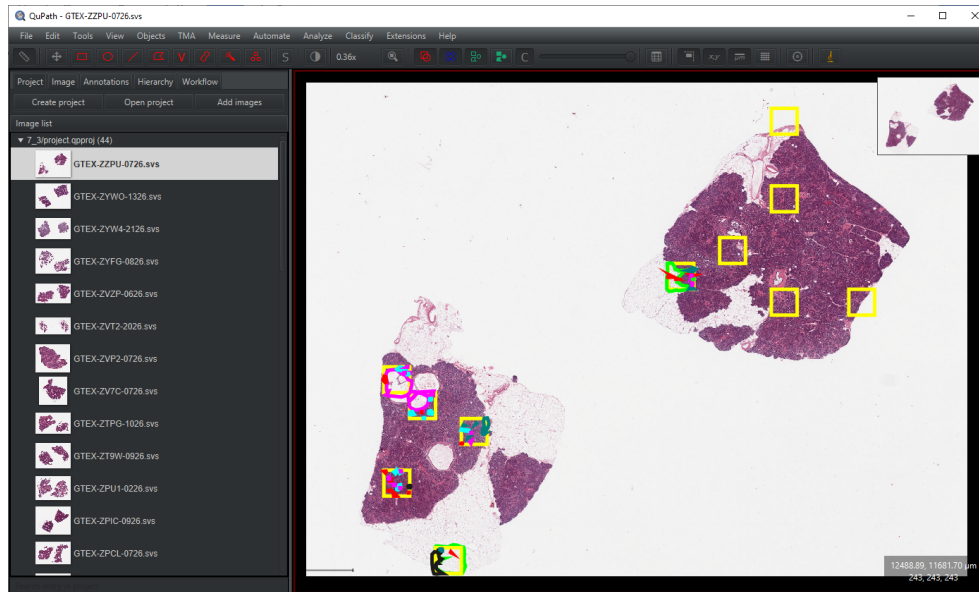 QuPath - GTEX-ZZPU-0726.svs
File Edit Tools View Objects TMA Measure Automate Analyze Classify Extensions Help
V S 0.36x C x,y
Project Image Annotations Hierarchy Workflow
Create project Open project Add images
Image list
7_3/project.qpproj (44)
GTEX-ZZPU-0726.svs
GTEX-ZYWO-1326.svs
GTEX-ZYW4-2126.svs
GTEX-ZYFG-0826.svs
GTEX-ZVZP-0626.svs
GTEX-ZVT2-2026.svs
GTEX-ZVP2-0726.svs
GTEX-ZV7C-0726.svs
GTEX-ZTPG-1026.svs
GTEX-ZT9W-0926.svs
GTEX-ZPU1-0226.svs
GTEX-ZPIC-0926.svs
GTEX-ZPCL-0726.svs
12488.89, 11681.70 µm
243, 243, 243